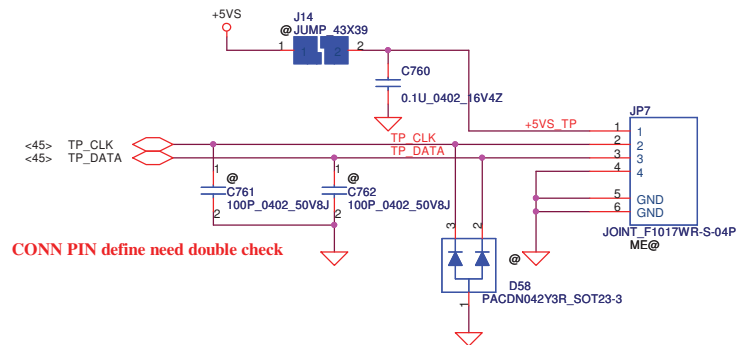 +5VS
J14
@ JUMP_43X39
1 1 2 2
C760
0.1U_0402_16V4Z
JP7
+5VS_TP
1 1
<45> TP_CLK
TP_CLK
2 2
<45> TP_DATA
TP_DATA
3 3
4 4
1 @
C761
100P_0402_50V8J
2
1 @
C762
100P_0402_50V8J
2
5 GND
6 GND
JOINT_F1017WR-S-04P
ME@
3 2
@
D58
PACDN042Y3R_SOT23-3
1
CONN PIN define need double check